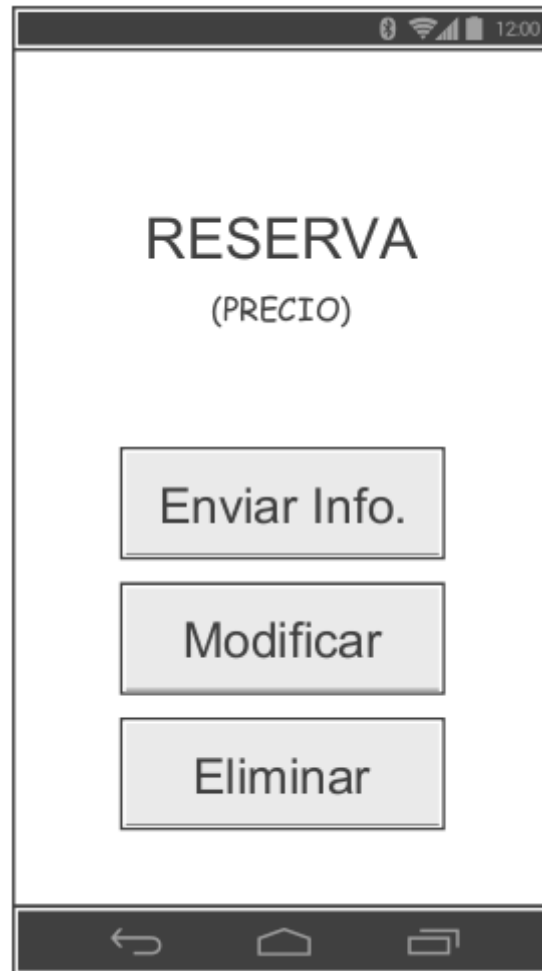 12:00
RESERVA
(PRECIO)
Enviar Info.
Modificar
Eliminar